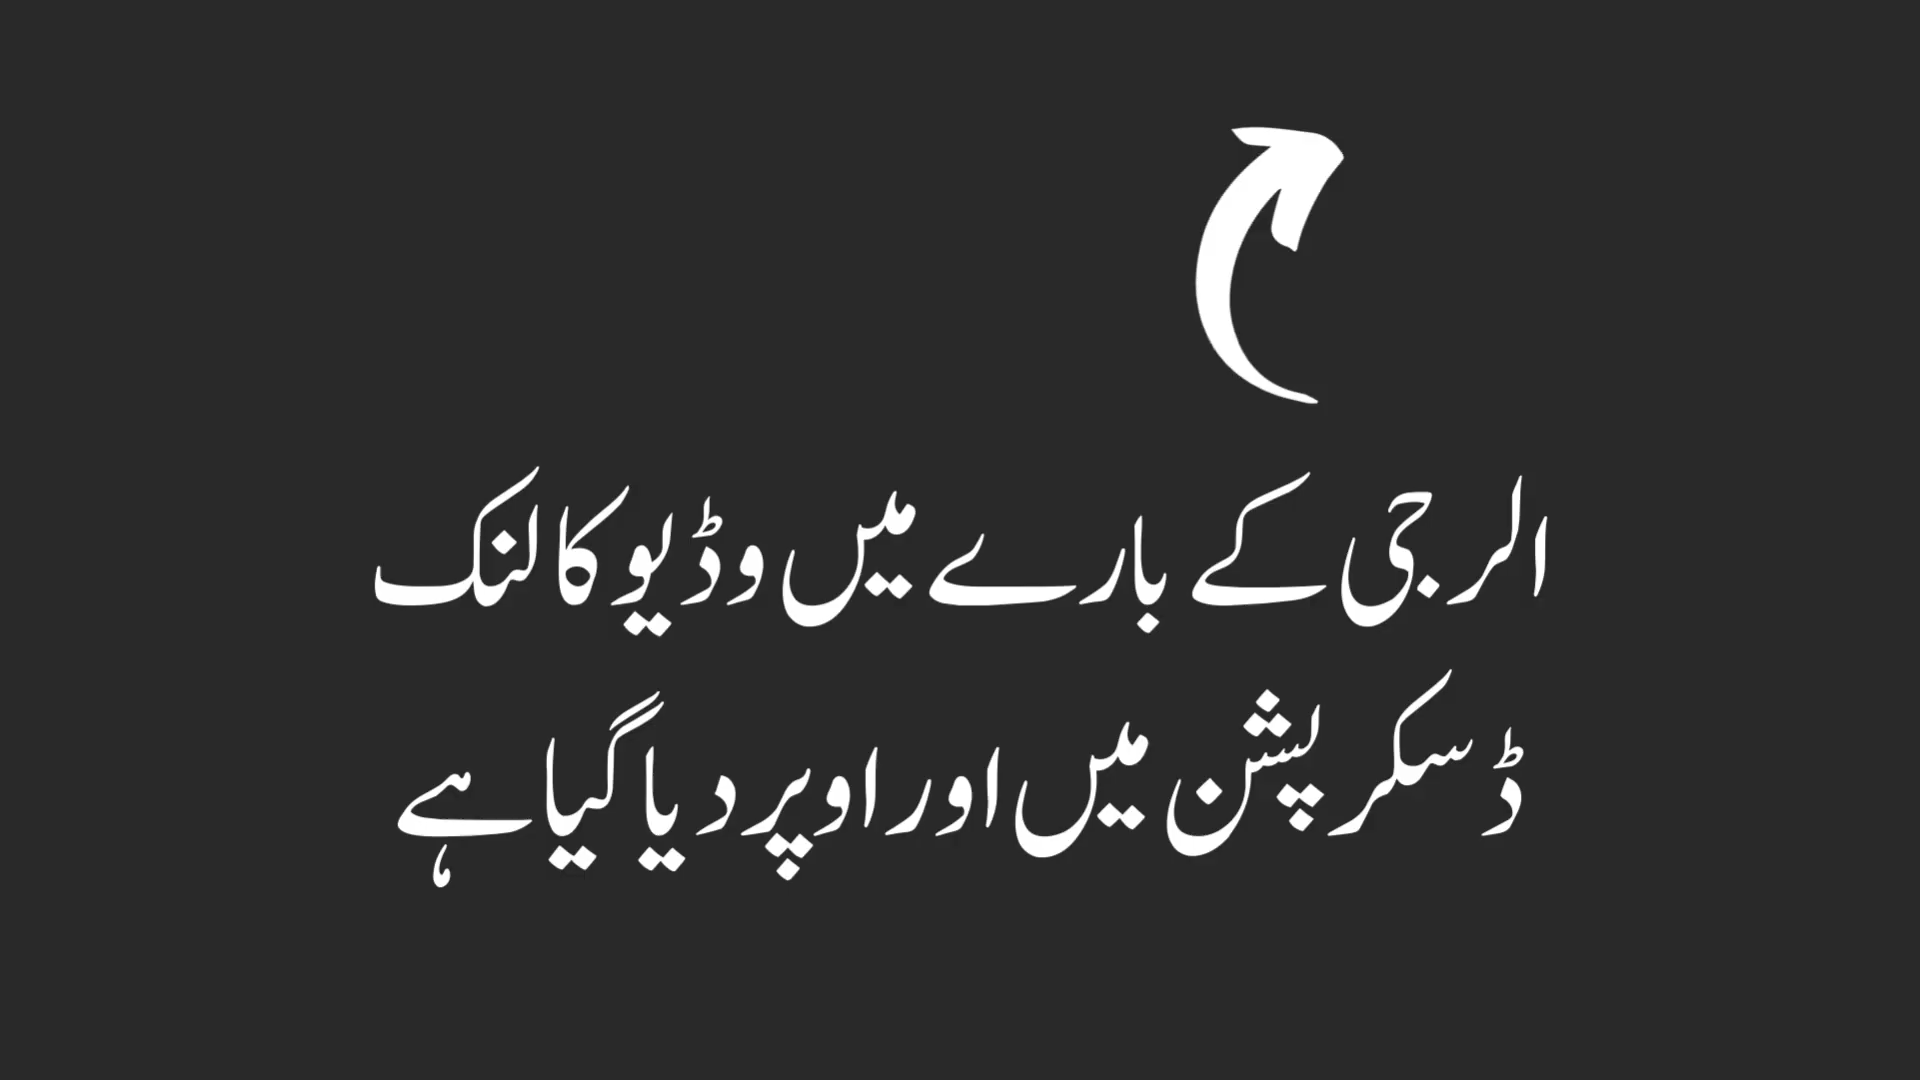 الرجی کے بارے میں وڈیو کا لنک
ڈسکرپشن میں اور اوپر دیا گیا ہے